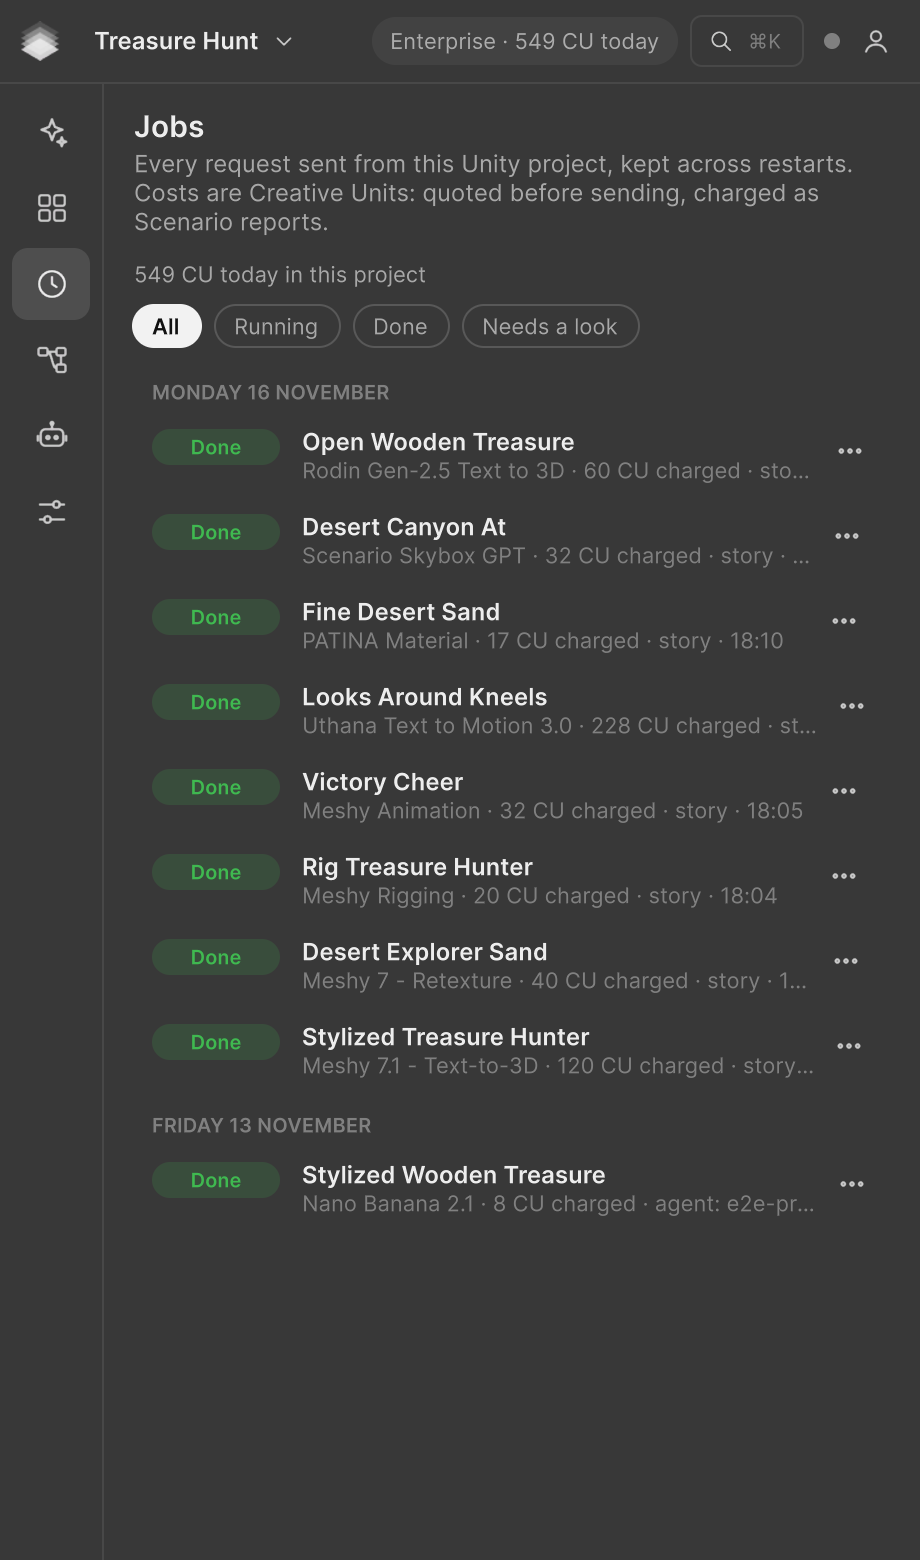 Treasure Hunt
Enterprise · 549 CU today
⌘K
Jobs
Every request sent from this Unity project, kept across restarts.
Costs are Creative Units: quoted before sending, charged as
Scenario reports.
549 CU today in this project
All
Running
Done
Needs a look
MONDAY 16 NOVEMBER
Done
Open Wooden Treasure
Rodin Gen-2.5 Text to 3D · 60 CU charged · sto...
Done
Desert Canyon At
Scenario Skybox GPT · 32 CU charged · story · ...
Done
Fine Desert Sand
PATINA Material · 17 CU charged · story · 18:10
Done
Looks Around Kneels
Uthana Text to Motion 3.0 · 228 CU charged · st...
Done
Victory Cheer
Meshy Animation · 32 CU charged · story · 18:05
Done
Rig Treasure Hunter
Meshy Rigging · 20 CU charged · story · 18:04
Done
Desert Explorer Sand
Meshy 7 - Retexture · 40 CU charged · story · 1...
Done
Stylized Treasure Hunter
Meshy 7.1 - Text-to-3D · 120 CU charged · story...
FRIDAY 13 NOVEMBER
Done
Stylized Wooden Treasure
Nano Banana 2.1 · 8 CU charged · agent: e2e-pr...